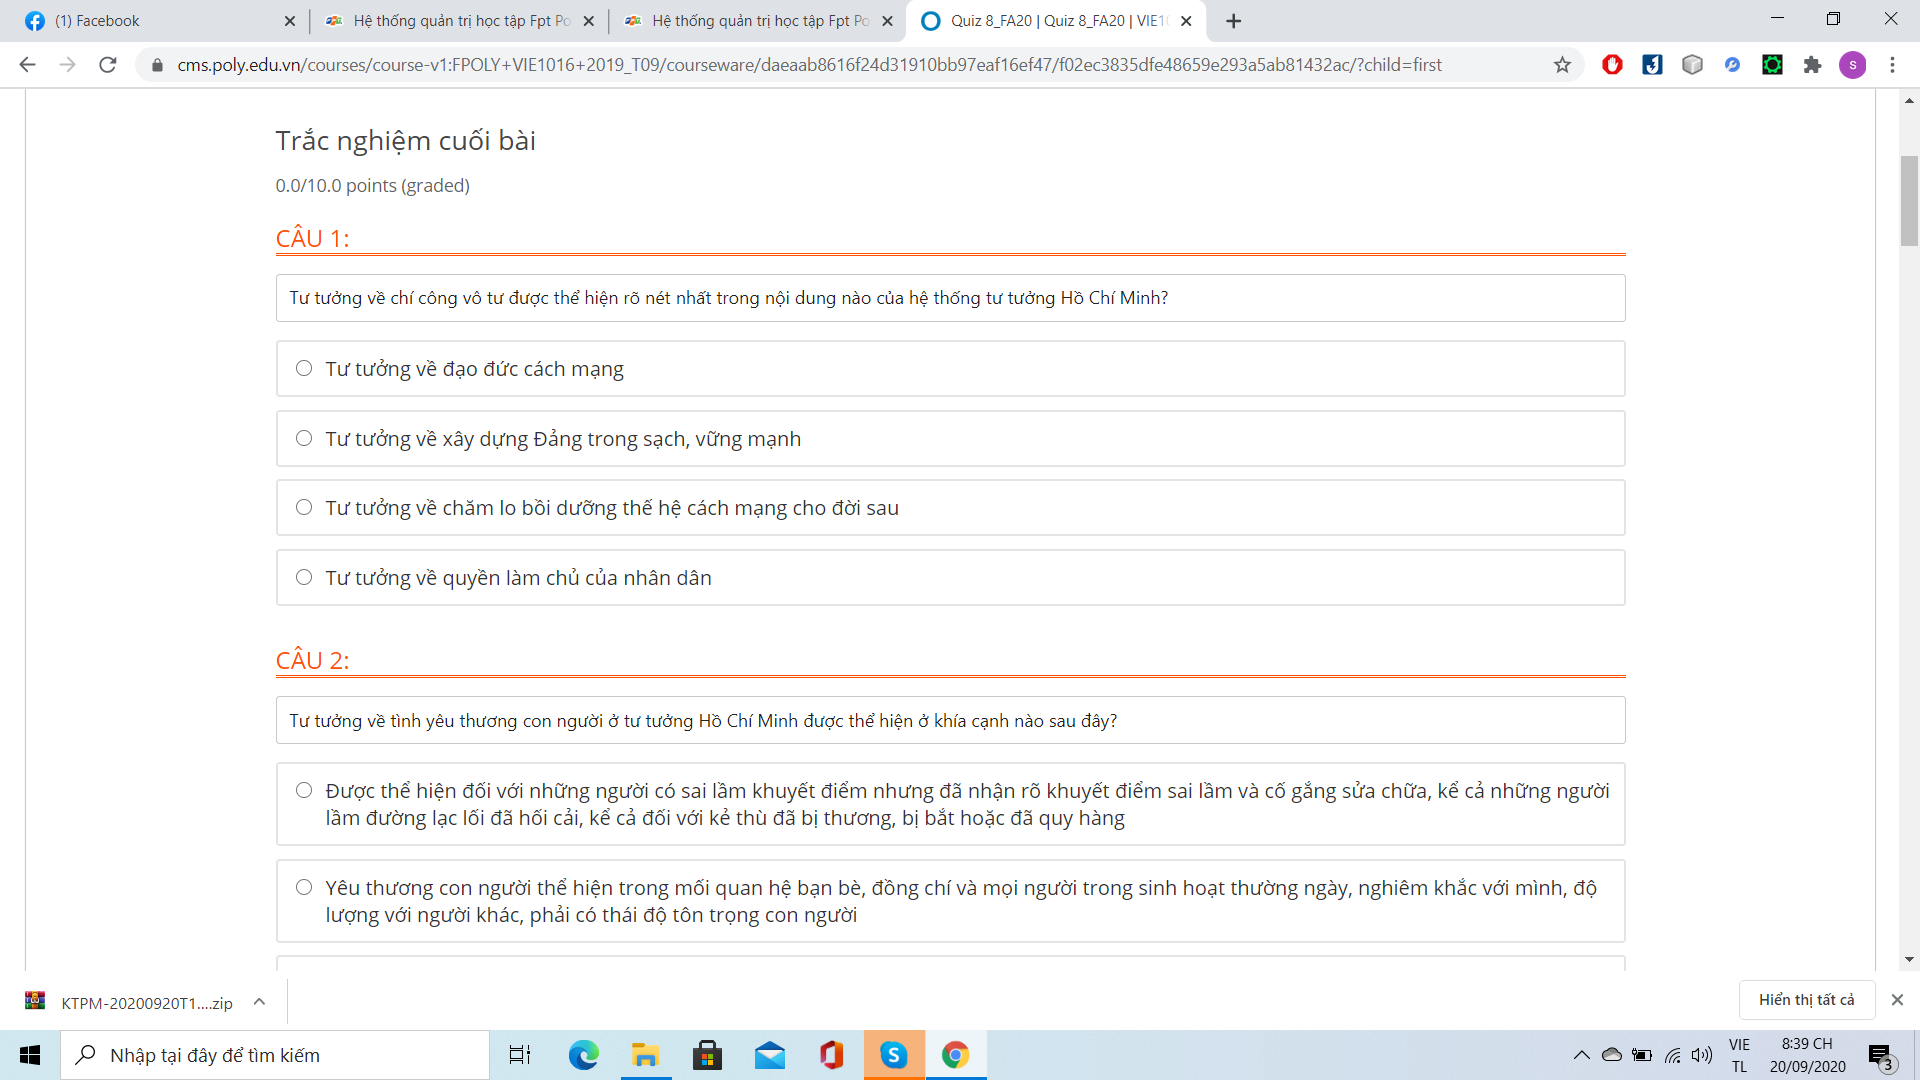 (1) Facebook
Hệ thống quản trị học tập Fpt Po
Hệ thống quản trị học tập Fpt Po
Quiz 8_FA20 | Quiz 8_FA20 | VIE10
cms.poly.edu.vn/courses/course-v1:FPOLY+VIE1016+2019_T09/courseware/daeaab8616f24d31910bb97eaf16ef47/f02ec3835dfe48659e293a5ab81432ac/?child=first
S
Trắc nghiệm cuối bài
0.0/10.0 points (graded)
CÂU 1:
Tư tưởng về chí công vô tư được thể hiện rõ nét nhất trong nội dung nào của hệ thống tư tưởng Hồ Chí Minh?
Tư tưởng về đạo đức cách mạng
Tư tưởng về xây dựng Đảng trong sạch, vững mạnh
Tư tưởng về chăm lo bồi dưỡng thế hệ cách mạng cho đời sau
Tư tưởng về quyền làm chủ của nhân dân
CÂU 2:
Tư tưởng về tình yêu thương con người ở tư tưởng Hồ Chí Minh được thể hiện ở khía cạnh nào sau đây?
Được thể hiện đối với những người có sai lầm khuyết điểm nhưng đã nhận rõ khuyết điểm sai lầm và cố gắng sửa chữa, kể cả những người
lầm đường lạc lối đã hối cải, kể cả đối với kẻ thù đã bị thương, bị bắt hoặc đã quy hàng
Yêu thương con người thể hiện trong mối quan hệ bạn bè, đồng chí và mọi người trong sinh hoạt thường ngày, nghiêm khắc với mình, độ
lượng với người khác, phải có thái độ tôn trọng con người
KTPM-20200920T1....zip
Hiển thị tất cả
Nhập tại đây để tìm kiếm
VIE
TL
8:39 CH
20/09/2020
3